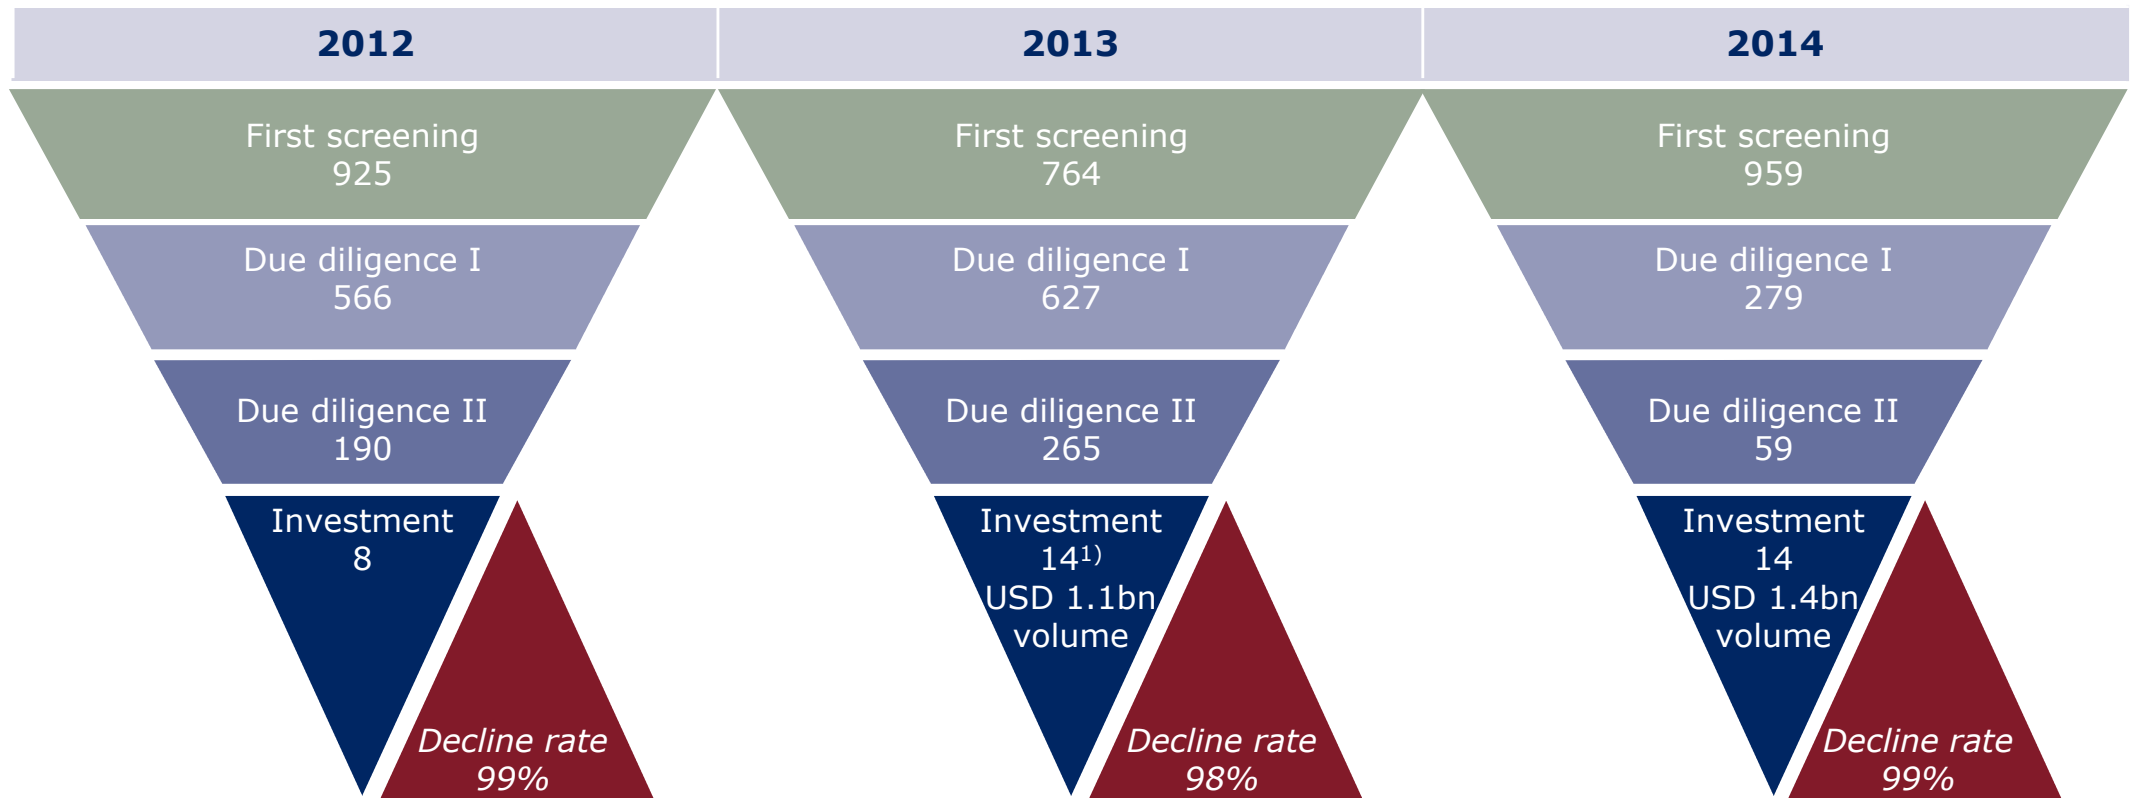 2012
2013
2014
First screening
925
First screening
764
First screening
959
Due diligence I
566
Due diligence I
627
Due diligence I
279
Due diligence II
190
Due diligence II
265
Due diligence II
59
Investment
8
Investment
14¹⁾
USD 1.1bn
volume
Investment
14
USD 1.4bn
volume
Decline rate
99%
Decline rate
98%
Decline rate
99%